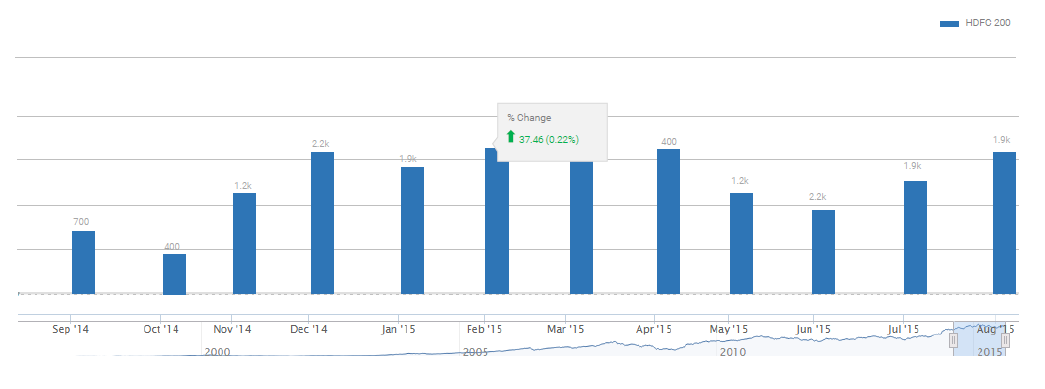 HDFC 200
% Change
37.46 (0.22%)
2.2k
1.9k
400
1.9k
1.2k
1.2k
1.9k
2.2k
700
400
Sep '14 Oct '14 Nov '14 Dec '14 Jan '15 Feb '15 Mar '15 Apr '15 May'15 Jun '15 Jul '15 Aug '15
2000 2005 2010 2015